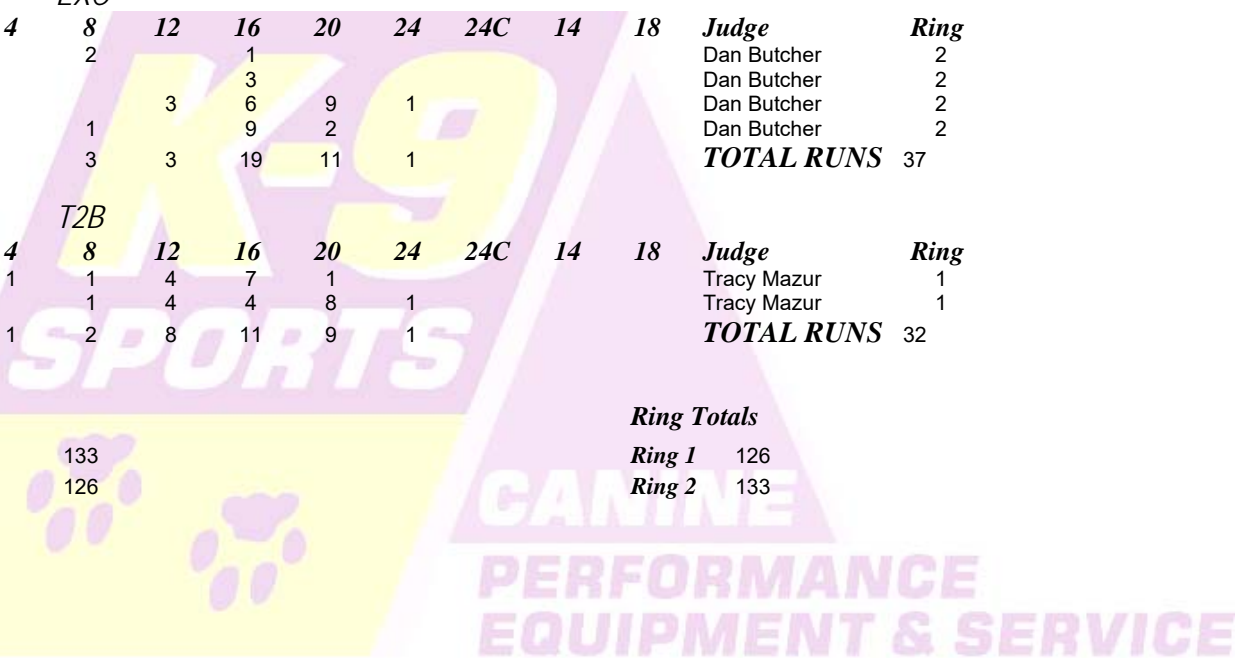 4 8 12 16 20 24 24C 14 18 Judge Ring
2 1 Dan Butcher 2
3 Dan Butcher 2
3 6 9 1 Dan Butcher 2
1 9 2 Dan Butcher 2
3 3 19 11 1 TOTAL RUNS 37
T2B
4 8 12 16 20 24 24C 14 18 Judge Ring
1 1 4 7 1 Tracy Mazur 1
1 4 4 8 1 Tracy Mazur 1
1 2 8 11 9 1 TOTAL RUNS 32
Ring Totals
133 Ring 1 126
126 Ring 2 133
K-9
SPORTS
CANINE
PERFORMANCE
EQUIPMENT & SERVICE